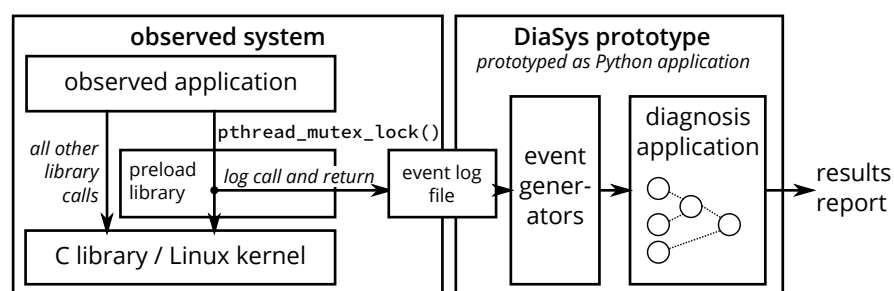 observed system
observed application
all other
library
calls
pthread_mutex_lock()
preload
library
log call and return
C library / Linux kernel
event log
file
DiaSys prototype
prototyped as Python application
event
gener-
ators
diagnosis
application
results
report